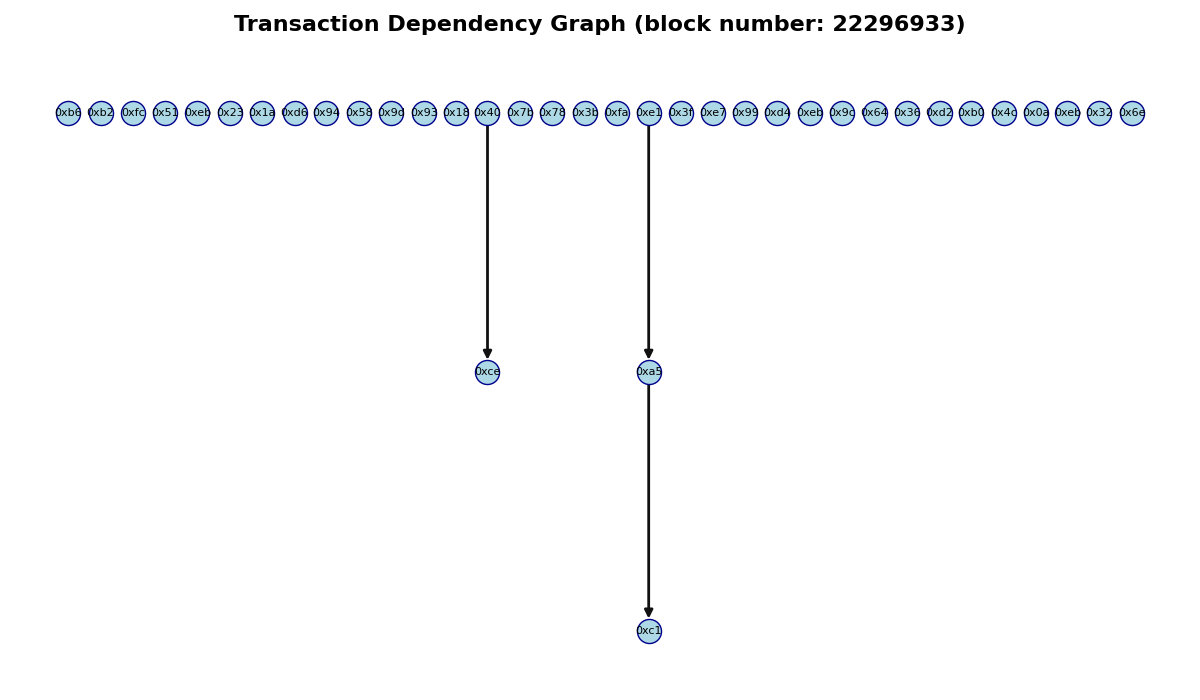 Transaction Dependency Graph (block number: 22296933)
0xb6 0xb2 0xfc 0x51 0xeb 0x23 0x1a 0xd6 0x94 0x58 0x9d 0x93 0x18 0x40 0x7b 0x78 0x3b 0xfa 0xe1 0x3f 0xe7 0x99 0xd4 0xeb 0x9c 0x64 0x36 0xd2 0xb0 0x4c 0x0a 0xeb 0x32 0x6e
0xce 0xa5
0xc1